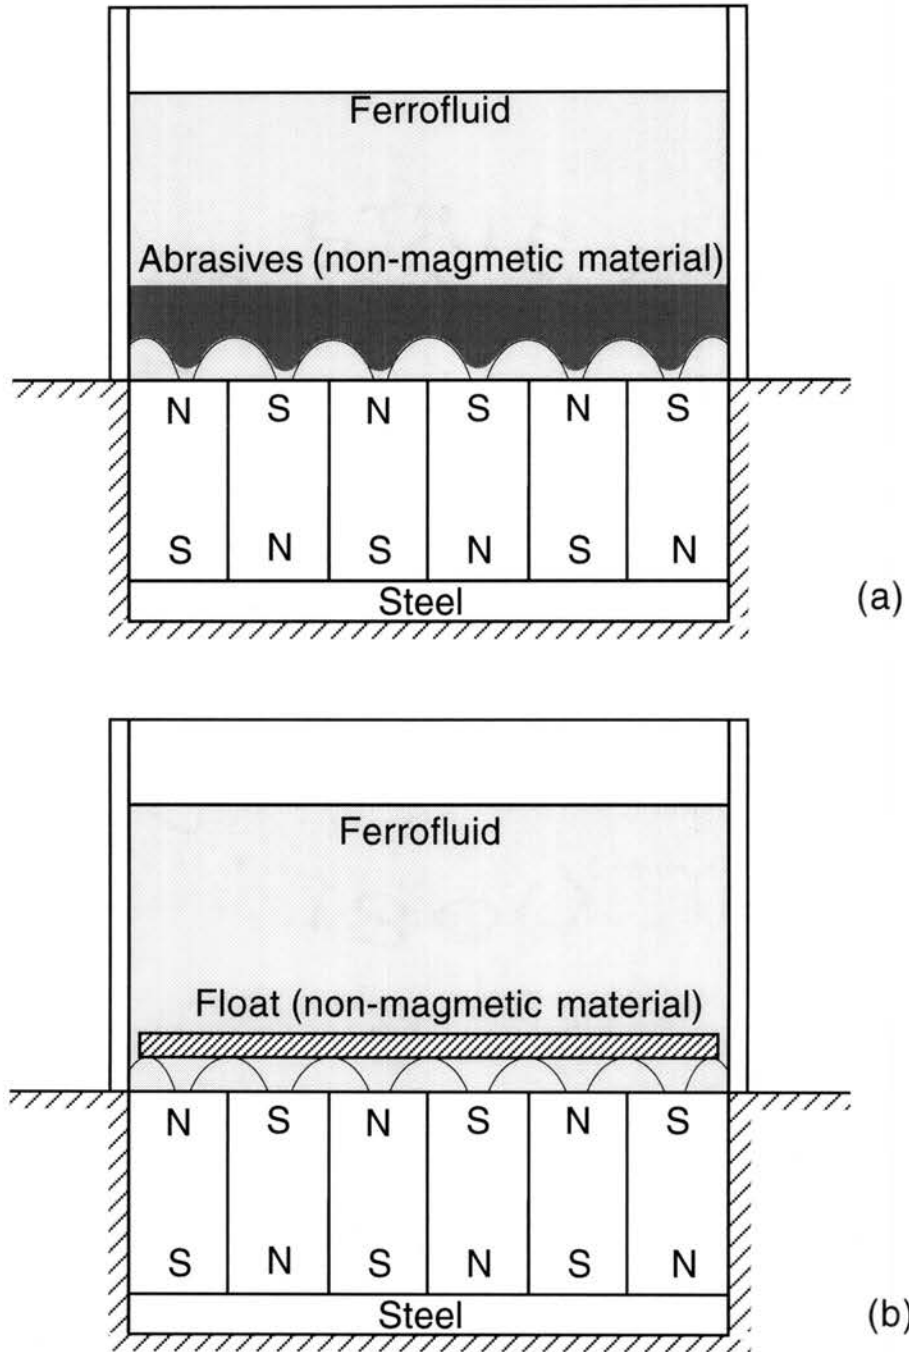 Ferrofluid
Abrasives (non-magmetic material)
N S N S N S
S N S N S N
Steel
(a)
Ferrofluid
Float (non-magmetic material)
N S N S N S
S N S N S N
Steel
(b)